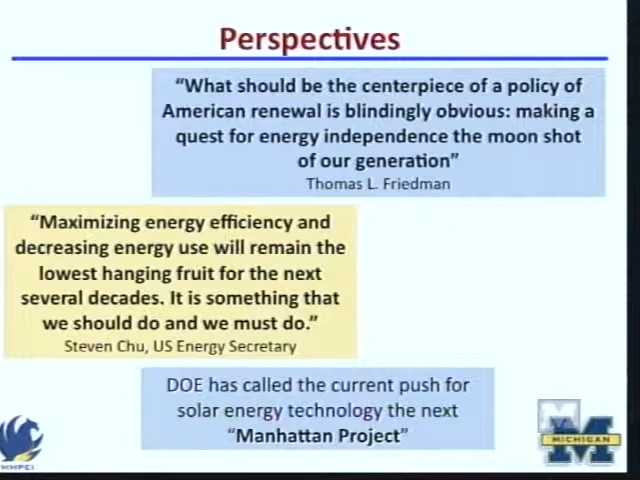 Perspectives
“What should be the centerpiece of a policy of
American renewal is blindingly obvious: making a
quest for energy independence the moon shot
of our generation”
Thomas L. Friedman
“Maximizing energy efficiency and
decreasing energy use will remain the
lowest hanging fruit for the next
several decades. It is something that
we should do and we must do.”
Steven Chu, US Energy Secretary
DOE has called the current push for
solar energy technology the next
“Manhattan Project”
MMPEI
M
MICHIGAN